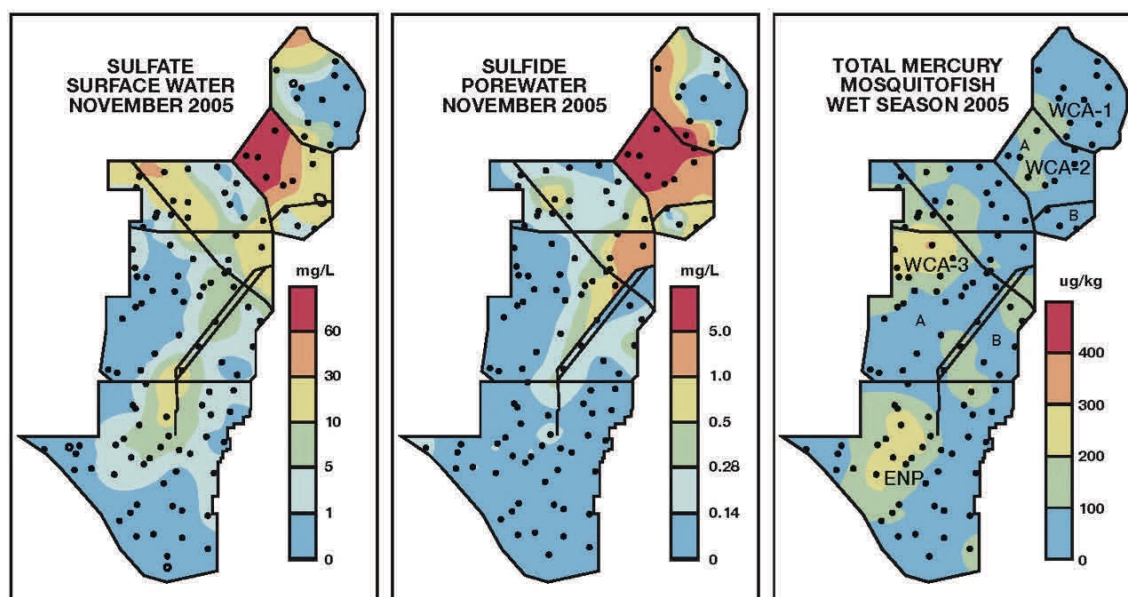 SULFATE
SURFACE WATER
NOVEMBER 2005
mg/L
60
30
10
5
1
0
SULFIDE
POREWATER
NOVEMBER 2005
mg/L
5.0
1.0
0.5
0.28
0.14
0
TOTAL MERCURY
MOSQUITOFISH
WET SEASON 2005
WCA-1
A
WCA-2
B
WCA-3
A
B
ENP
ug/kg
400
300
200
100
0